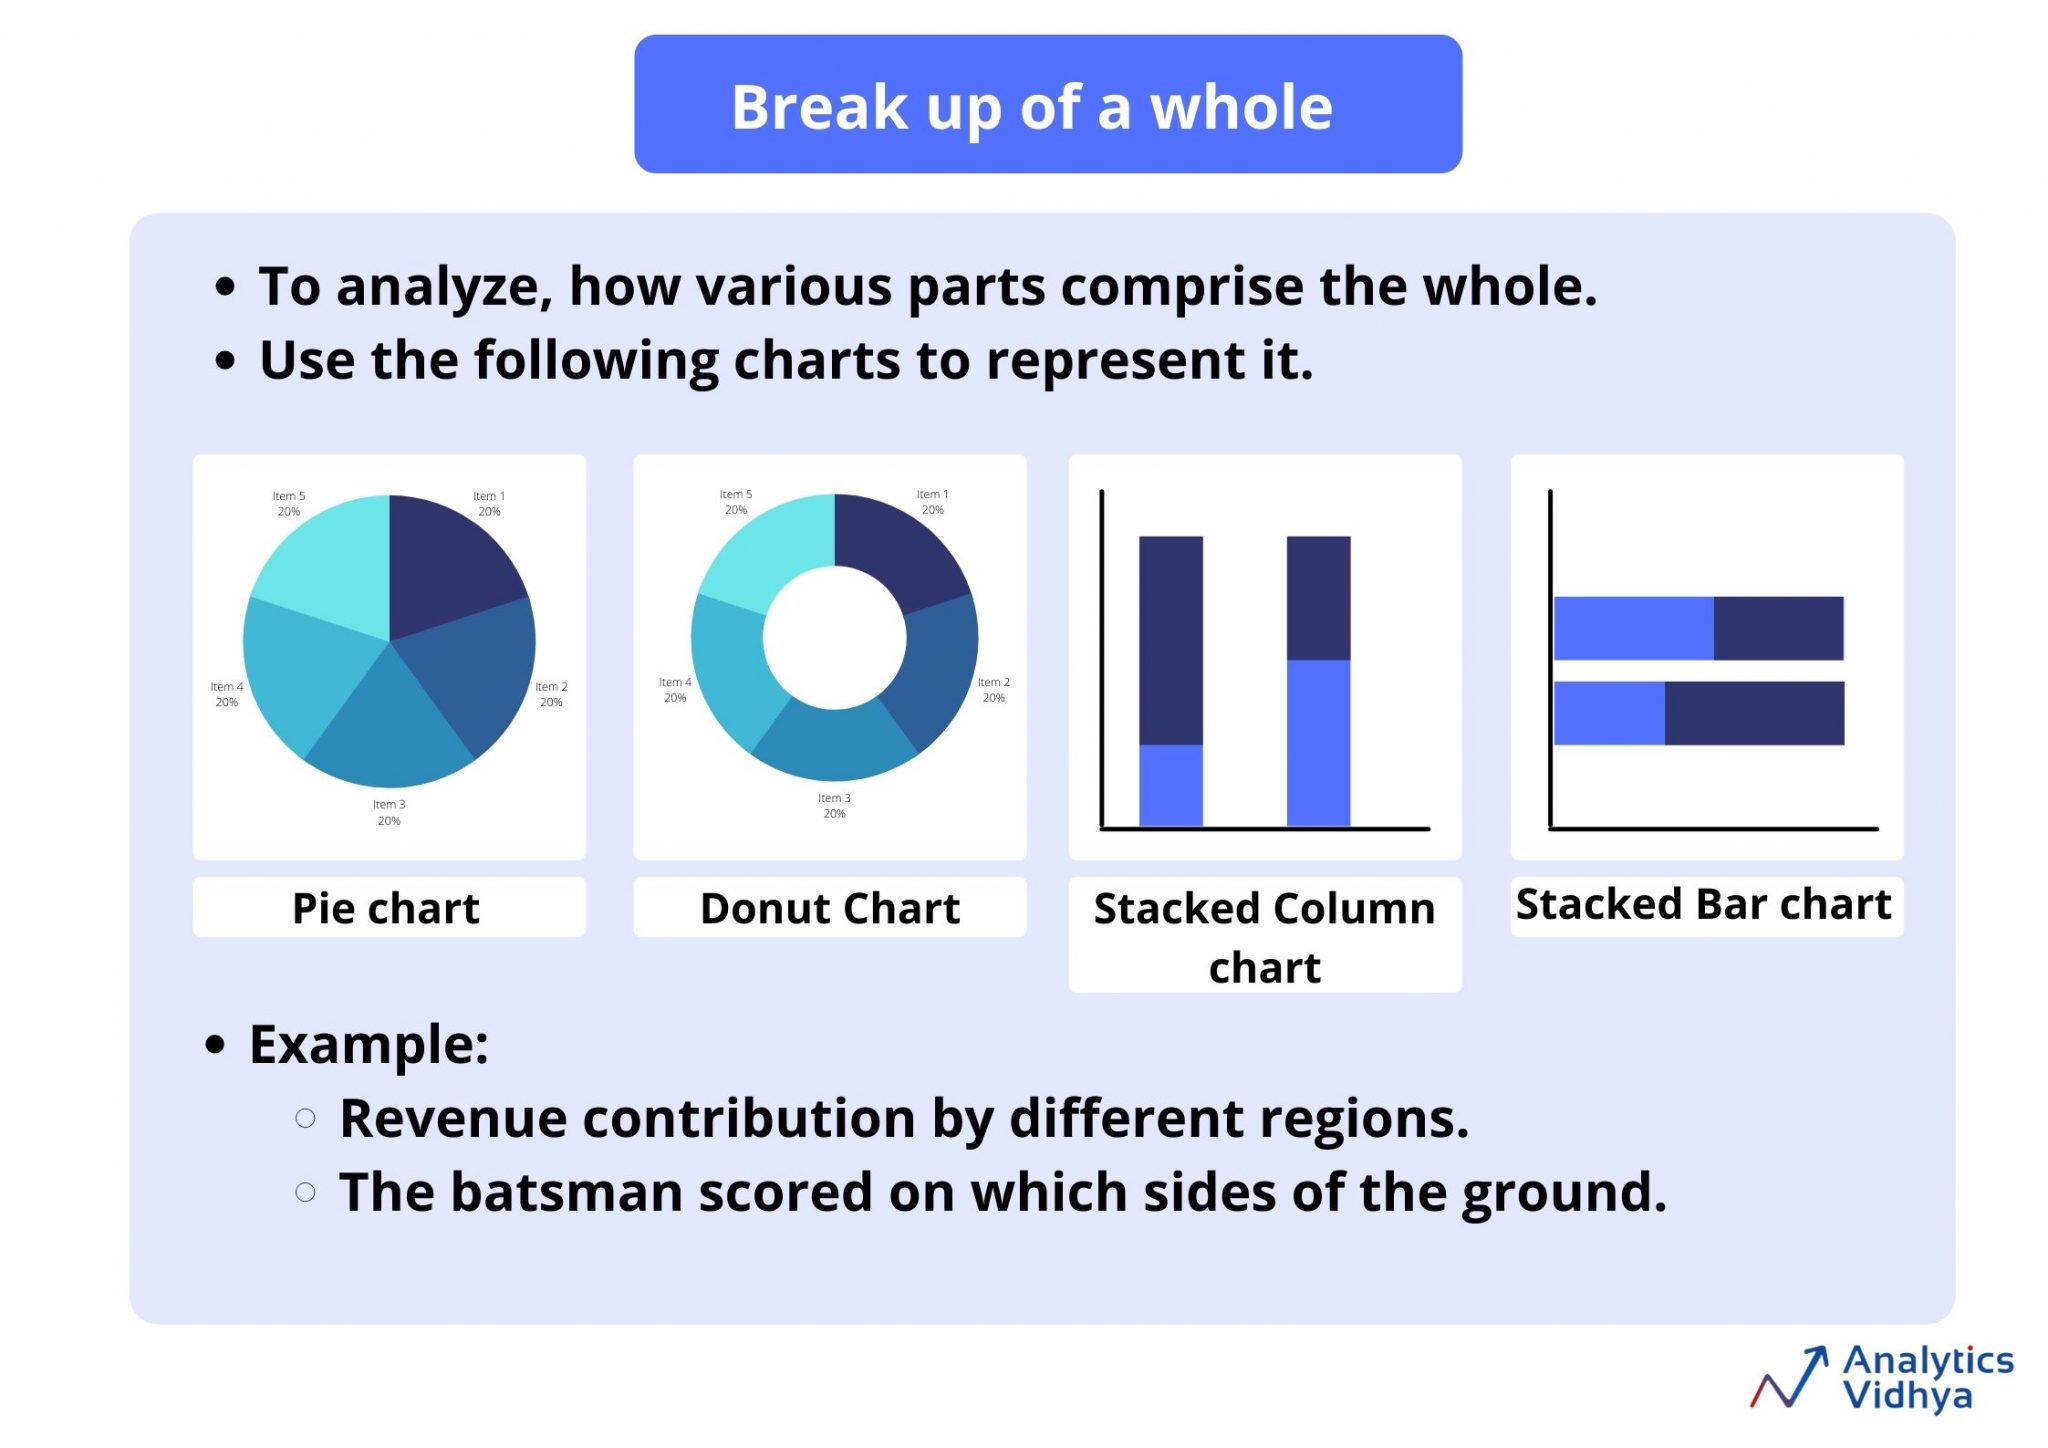 Break up of a whole
• To analyze, how various parts comprise the whole.
• Use the following charts to represent it.
Item 5
20%
Item 1
20%
Item 4
20%
Item 2
20%
Item 3
20%
Pie chart
Item 5
20%
Item 1
20%
Item 4
20%
Item 2
20%
Item 3
20%
Donut Chart
Stacked Column
chart
Stacked Bar chart
• Example:
○ Revenue contribution by different regions.
○ The batsman scored on which sides of the ground.
Analytics
Vidhya